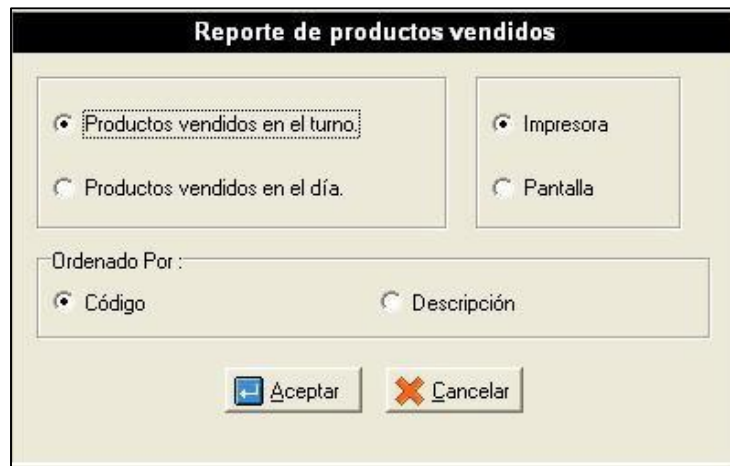 Reporte de productos vendidos
Productos vendidos en el turno.
Impresora
Productos vendidos en el día.
Pantalla
Ordenado Por :
Código
Descripción
Aceptar
Cancelar